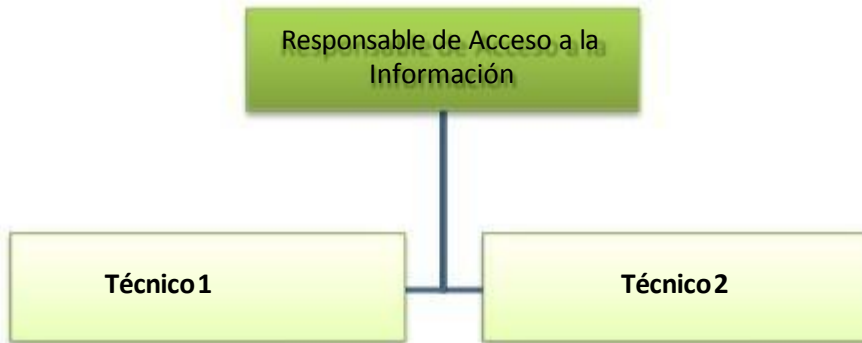 Responsable de Acceso a la
Información
Técnico 1
Técnico 2